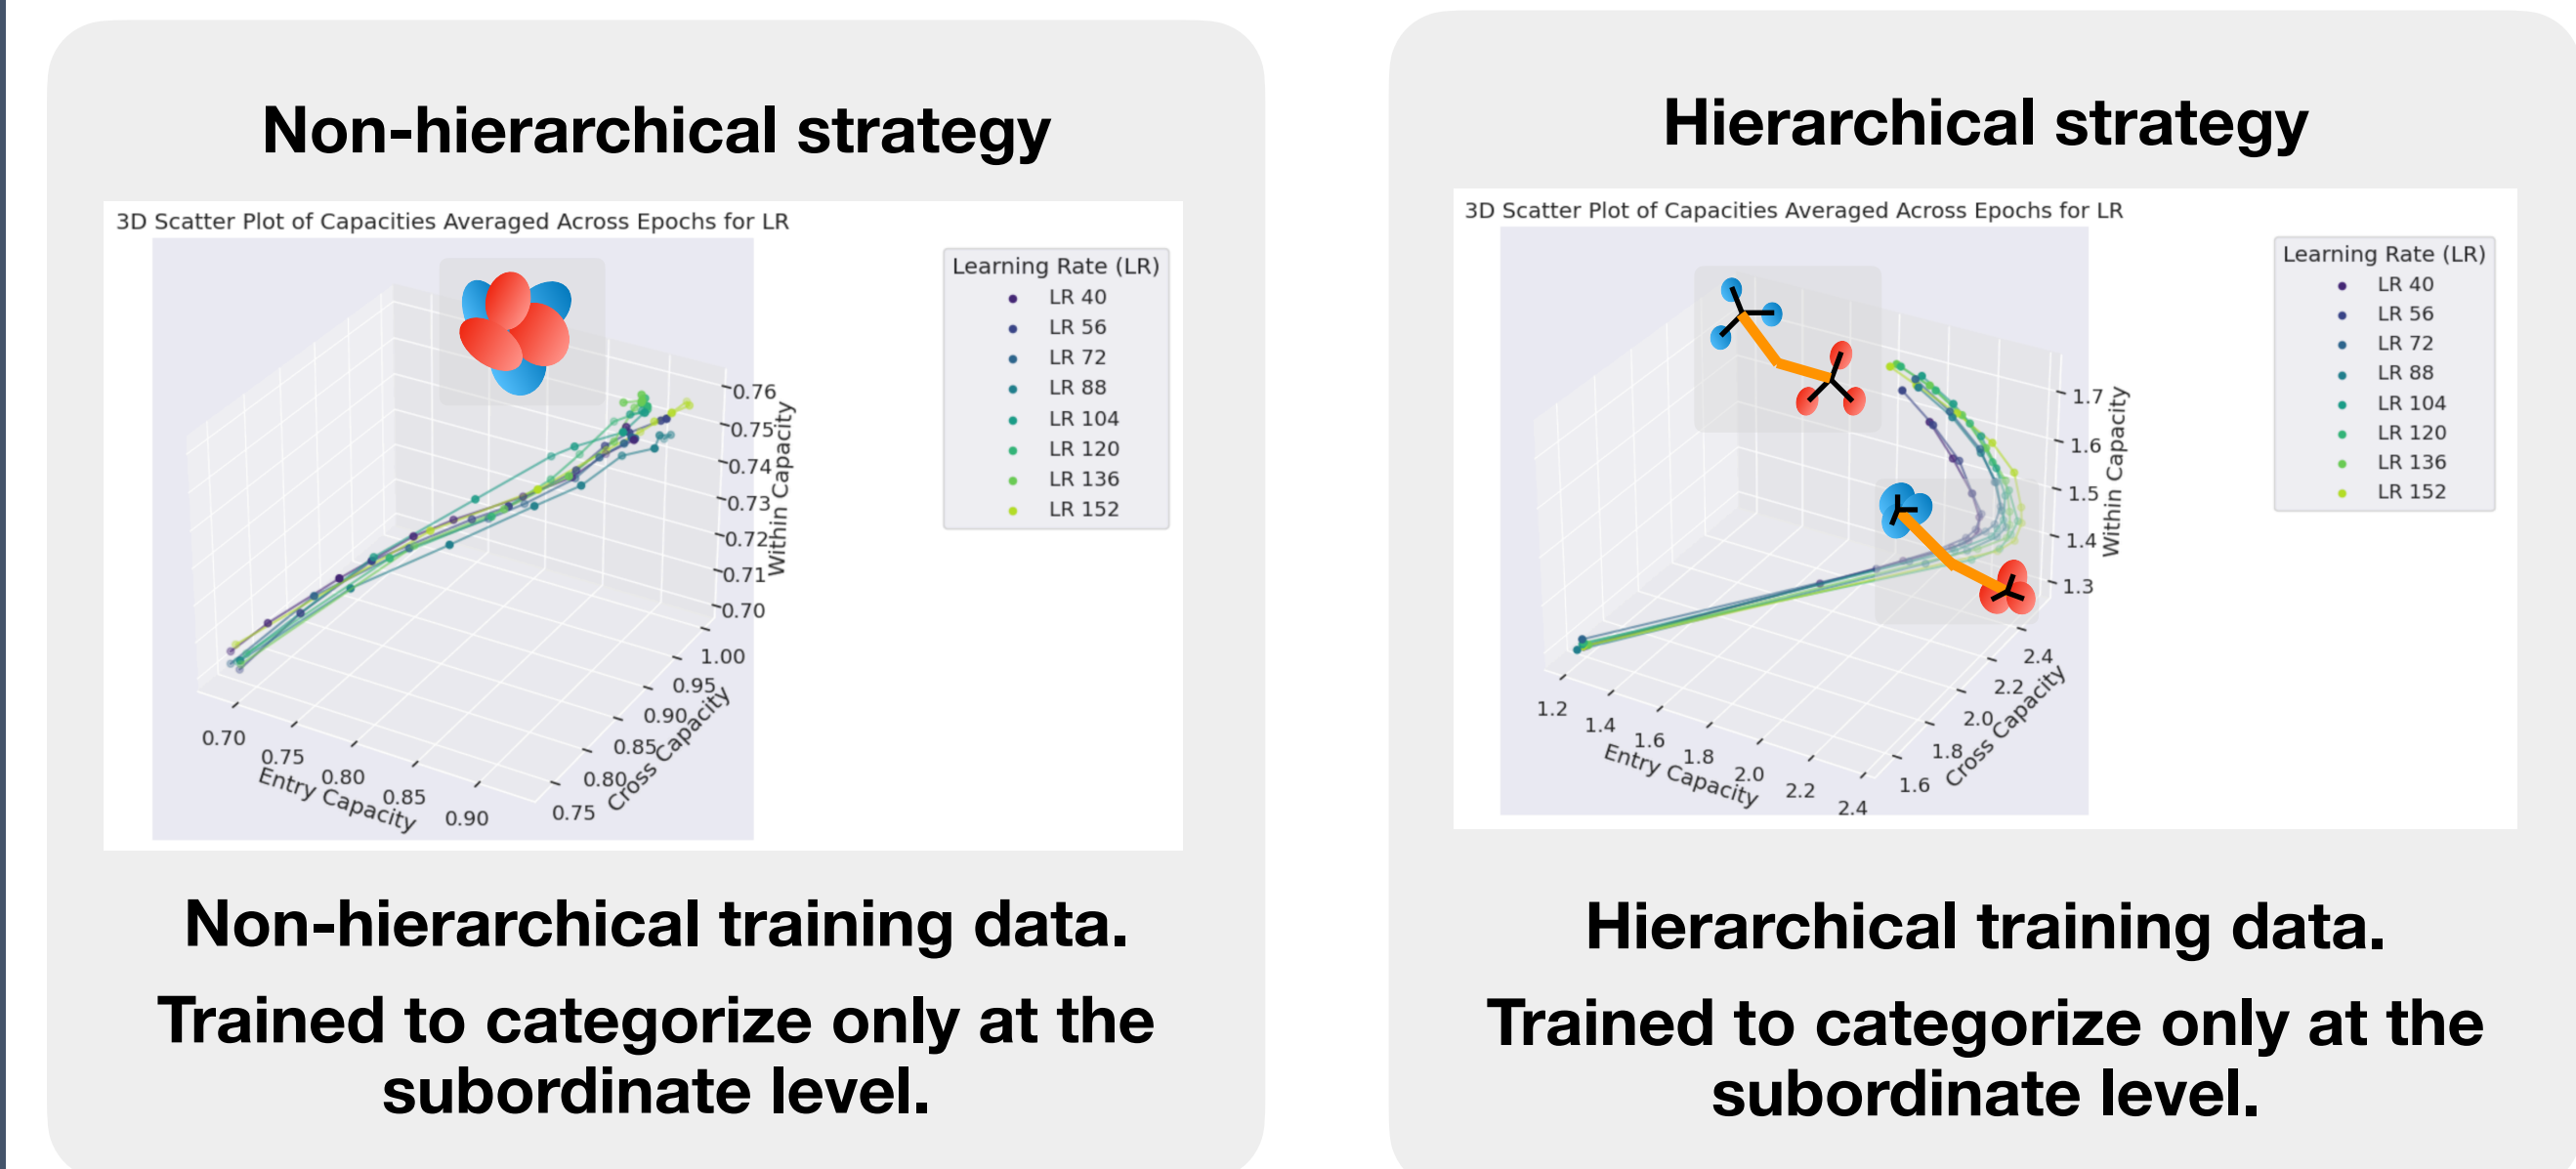 Non-hierarchical strategy
3D Scatter Plot of Capacities Averaged Across Epochs for LR
Learning Rate (LR)
LR 40
LR 56
LR 72
LR 88
LR 104
LR 120
LR 136
LR 152
0.76
0.75
0.74
0.73
0.72
0.71
0.70
Within Capacity
1.00
0.95
0.90
0.85
0.80
0.75
Cross Capacity
0.70
0.75
0.80
0.85
0.90
Entry Capacity
Non-hierarchical training data.
Trained to categorize only at the
subordinate level.
Hierarchical strategy
3D Scatter Plot of Capacities Averaged Across Epochs for LR
Learning Rate (LR)
LR 40
LR 56
LR 72
LR 88
LR 104
LR 120
LR 136
LR 152
1.7
1.6
1.5
1.4
1.3
Within Capacity
2.4
2.2
2.0
1.8
1.6
Cross Capacity
1.2
1.4
1.6
1.8
2.0
2.2
2.4
Entry Capacity
Hierarchical training data.
Trained to categorize only at the
subordinate level.